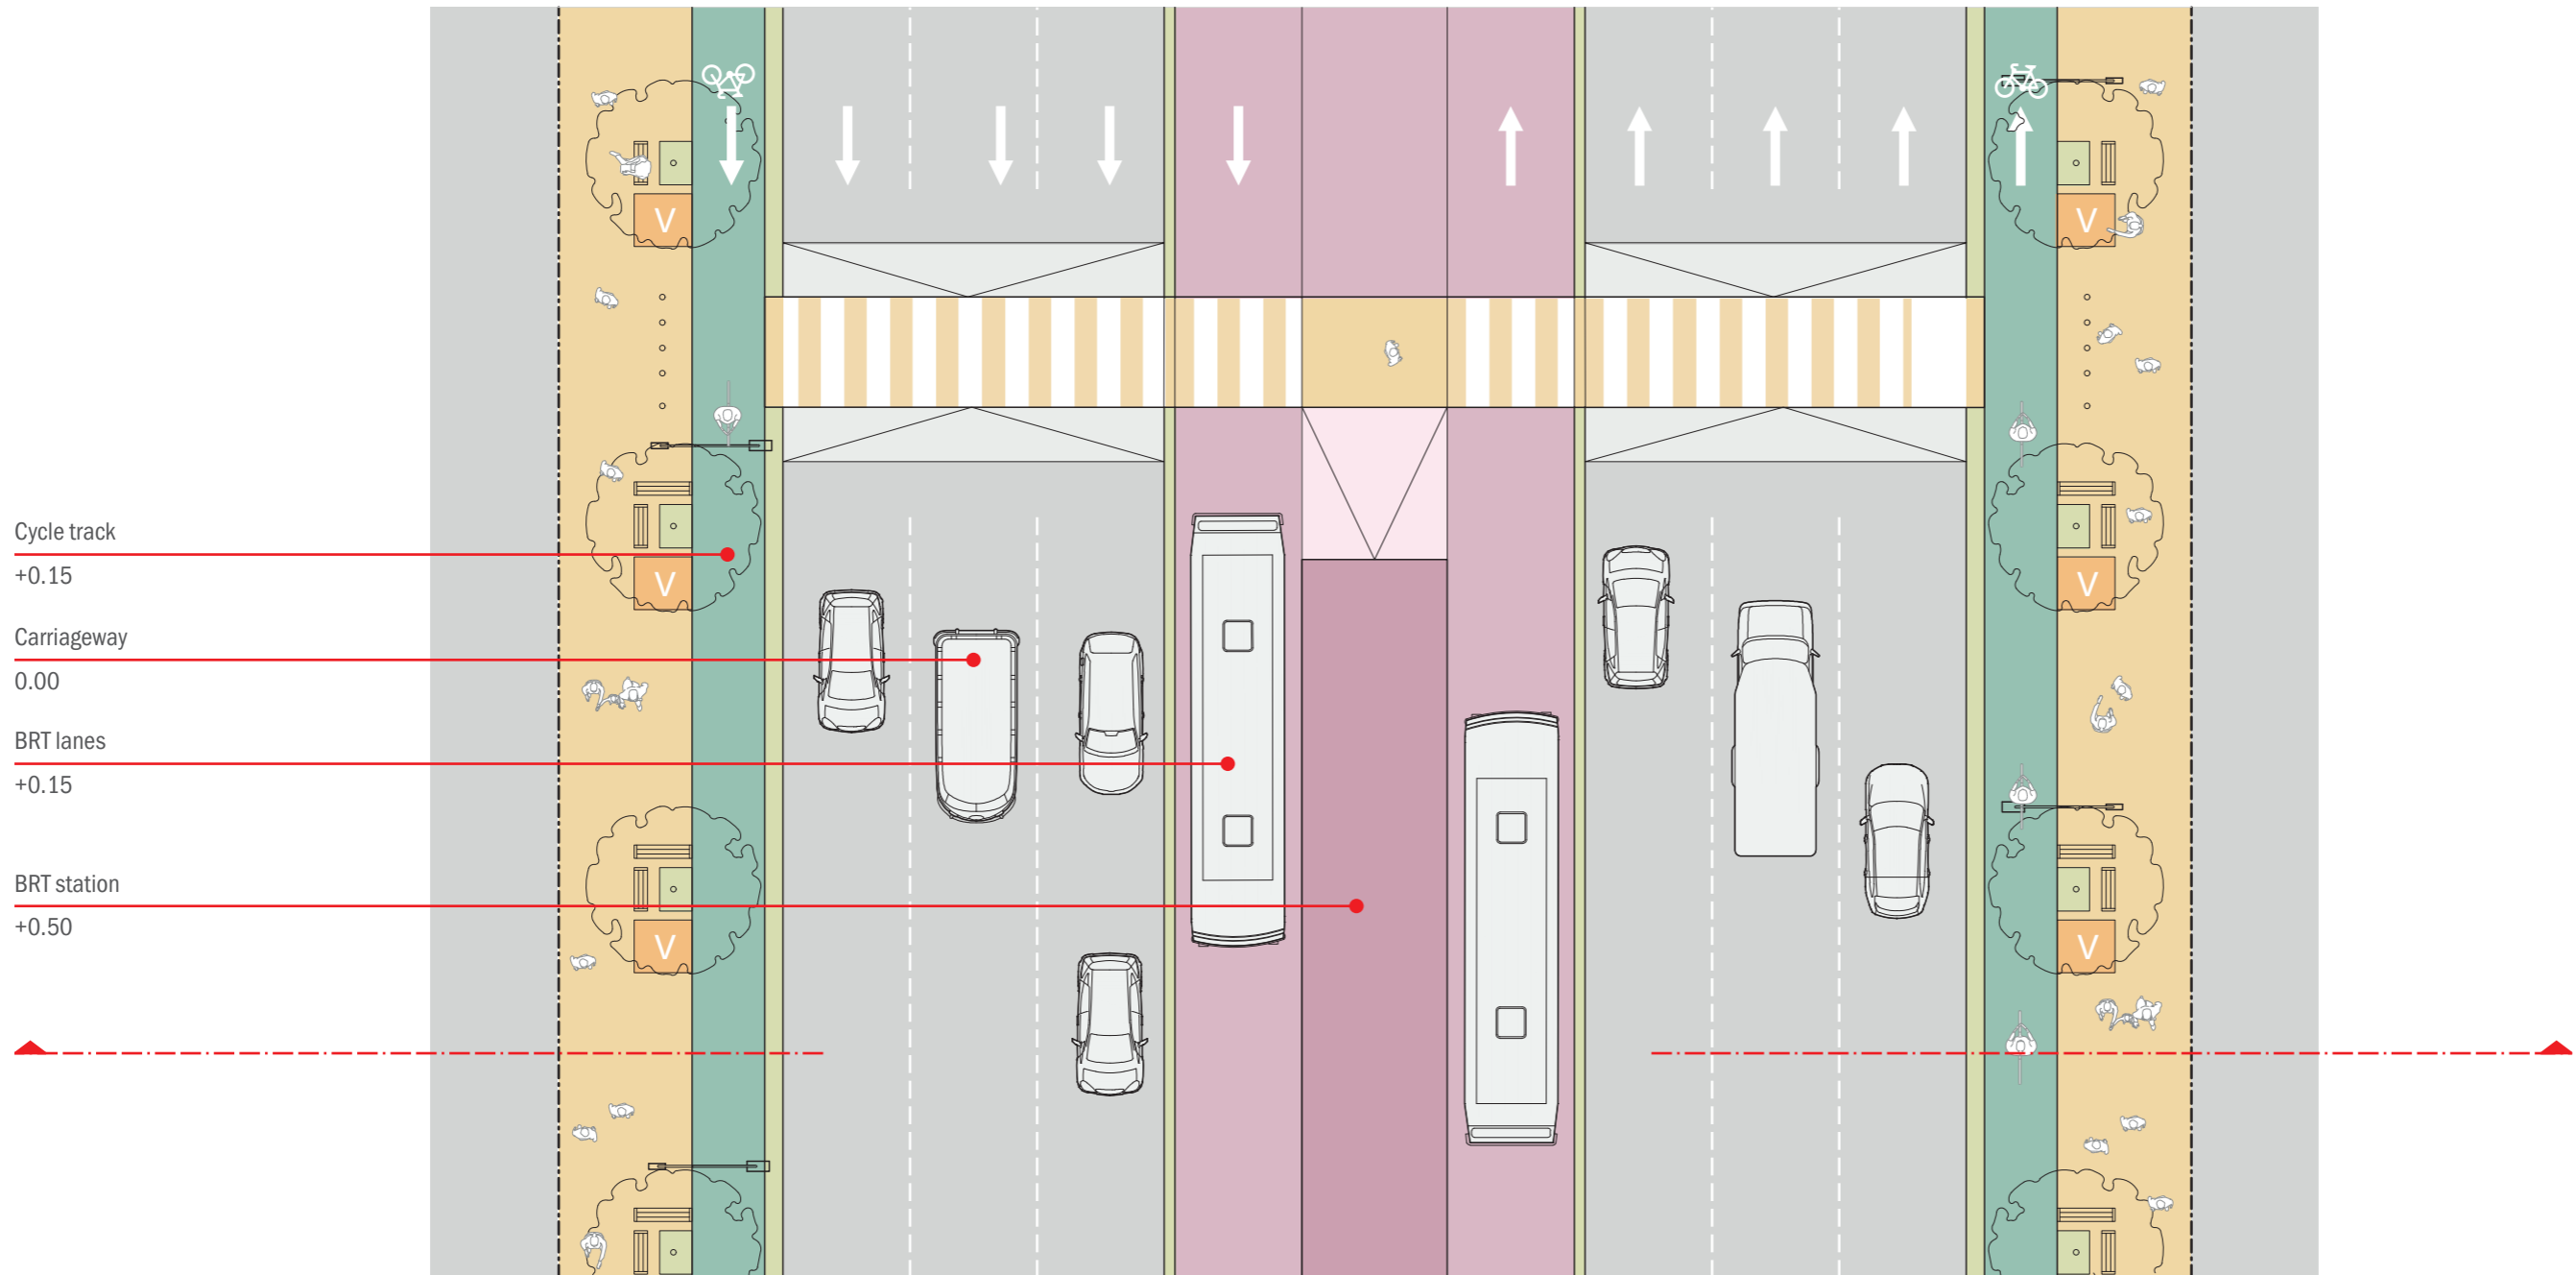 V
V
Cycle track
+0.15
V
V
Carriageway
0.00
BRT lanes
+0.15
BRT station
+0.50
V
V